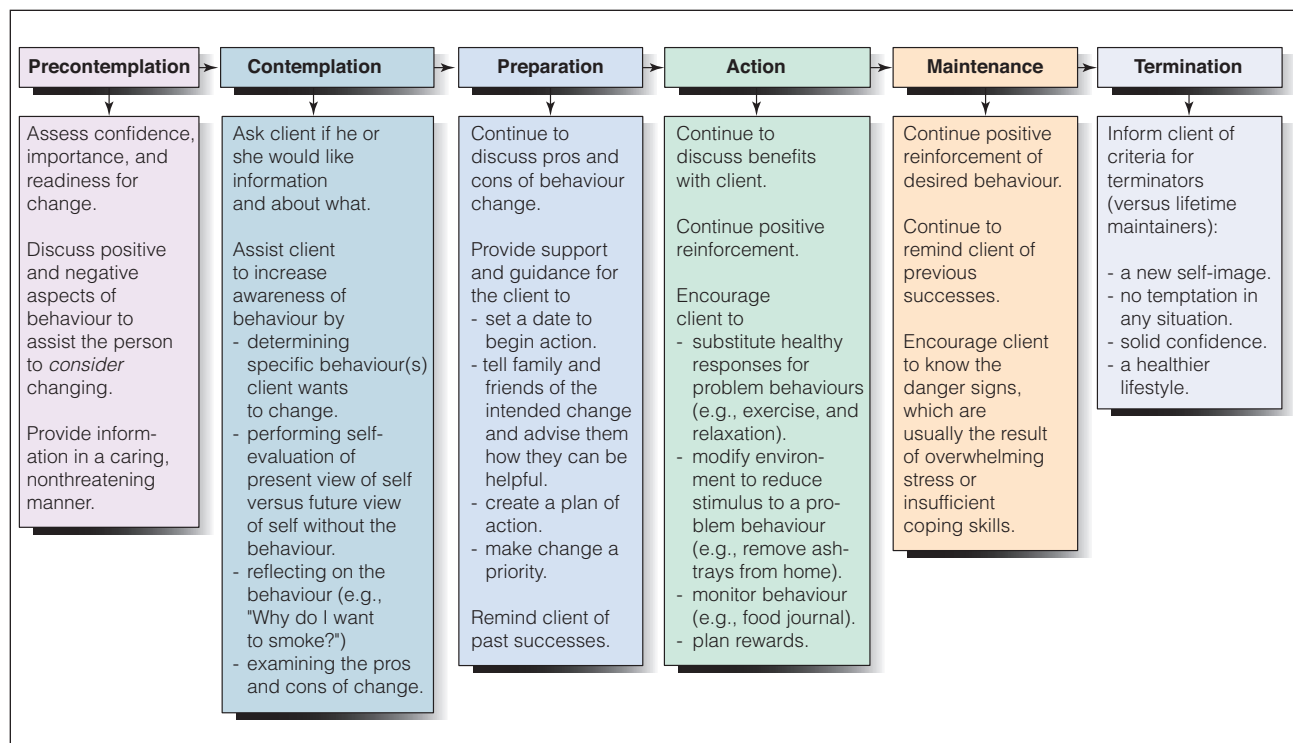 Precontemplation
Contemplation
Preparation
Action
Maintenance
Termination
Assess confidence,
importance, and
readiness for
change.
Discuss positive
and negative
aspects of
behaviour to
assist the person
to consider
changing.
Provide inform-
ation in a caring,
nonthreatening
manner.
Ask client if he or
she would like
information
and about what.
Assist client
to increase
awareness of
behaviour by
- determining
specific behaviour(s)
client wants
to change.
- performing self-
evaluation of
present view of self
versus future view
of self without the
behaviour.
- reflecting on the
behaviour (e.g.,
"Why do I want
to smoke?")
- examining the pros
and cons of change.
Continue to
discuss pros and
cons of behaviour
change.
Provide support
and guidance for
the client to
- set a date to
begin action.
- tell family and
friends of the
intended change
and advise them
how they can be
helpful.
- create a plan of
action.
- make change a
priority.
Remind client of
past successes.
Continue to
discuss benefits
with client.
Continue positive
reinforcement.
Encourage
client to
- substitute healthy
responses for
problem behaviours
(e.g., exercise, and
relaxation).
- modify environ-
ment to reduce
stimulus to a pro-
blem behaviour
(e.g., remove ash-
trays from home).
- monitor behaviour
(e.g., food journal).
- plan rewards.
Continue positive
reinforcement of
desired behaviour.
Continue to
remind client of
previous
successes.
Encourage client
to know the
danger signs,
which are
usually the result
of overwhelming
stress or
insufficient
coping skills.
Inform client of
criteria for
terminators
(versus lifetime
maintainers):
- a new self-image.
- no temptation in
any situation.
- solid confidence.
- a healthier
lifestyle.